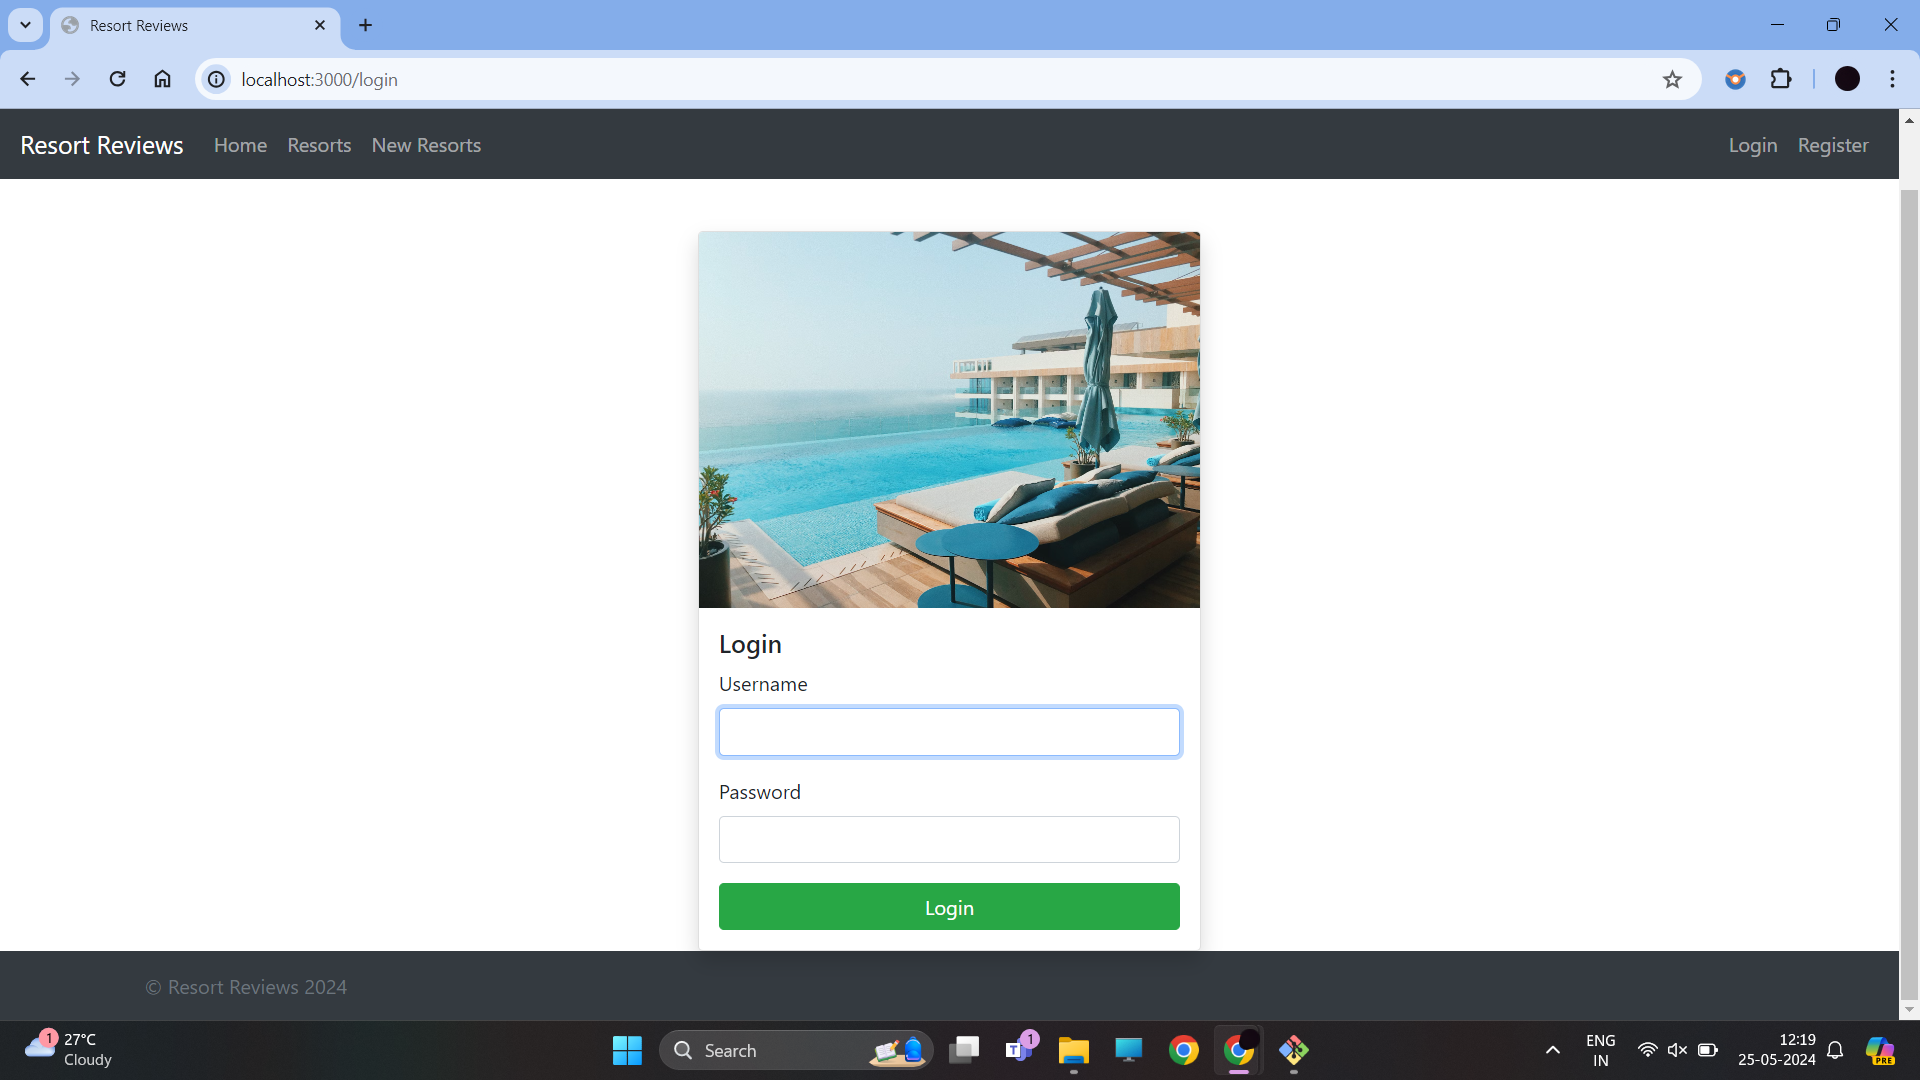 Resort Reviews
localhost:3000/login
Resort Reviews Home Resorts New Resorts Login Register
Login
Username
Password
Login
© Resort Reviews 2024
1 27°C
Cloudy
Search
T 1
PRE
ENG
IN
12:19
25-05-2024